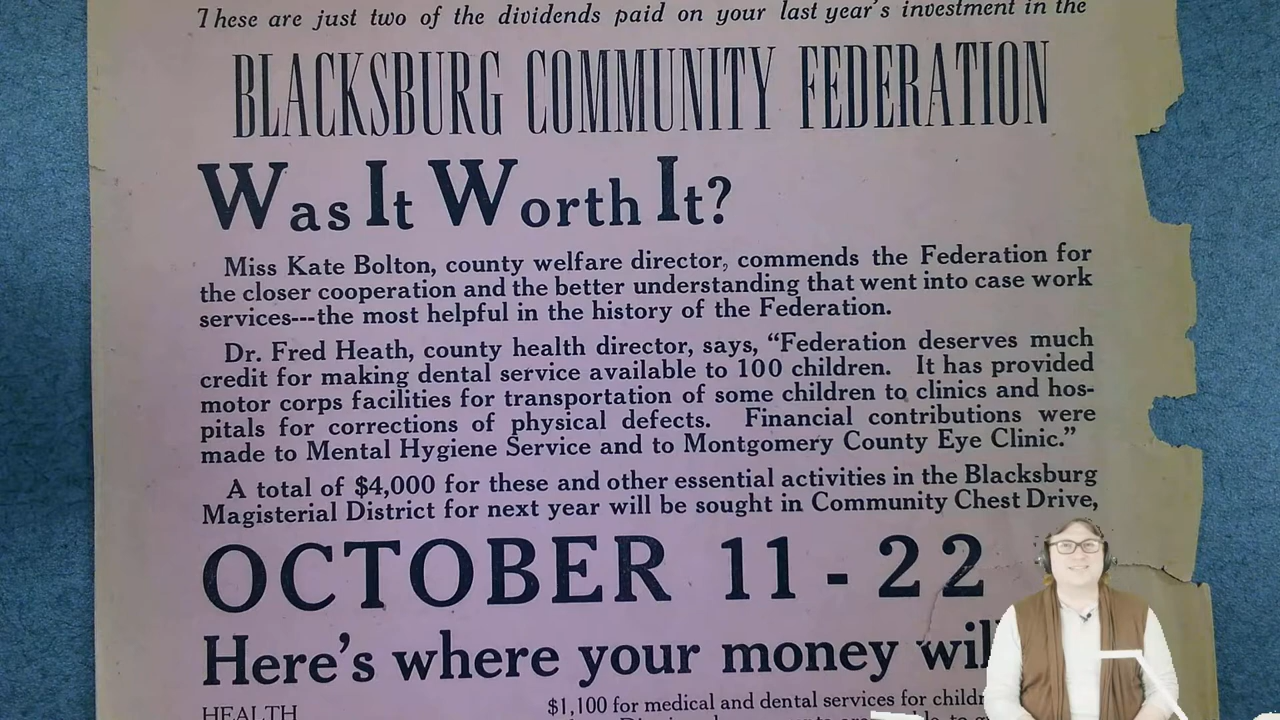 These are just two of the dividends paid on your last year's investment in the
BLACKSBURG COMMUNITY FEDERATION
Was It Worth It?
Miss Kate Bolton, county welfare director, commends the Federation for
the closer cooperation and the better understanding that went into case work
services---the most helpful in the history of the Federation.
Dr. Fred Heath, county health director, says, “Federation deserves much
credit for making dental service available to 100 children. It has provided
motor corps facilities for transportation of some children to clinics and hos-
pitals for corrections of physical defects. Financial contributions were
made to Mental Hygiene Service and to Montgomery County Eye Clinic.”
A total of $4,000 for these and other essential activities in the Blacksburg
Magisterial District for next year will be sought in Community Chest Drive,
OCTOBER 11 - 22
Here's where your money wil
HEALTH
$1,100 for medical and dental services for childr